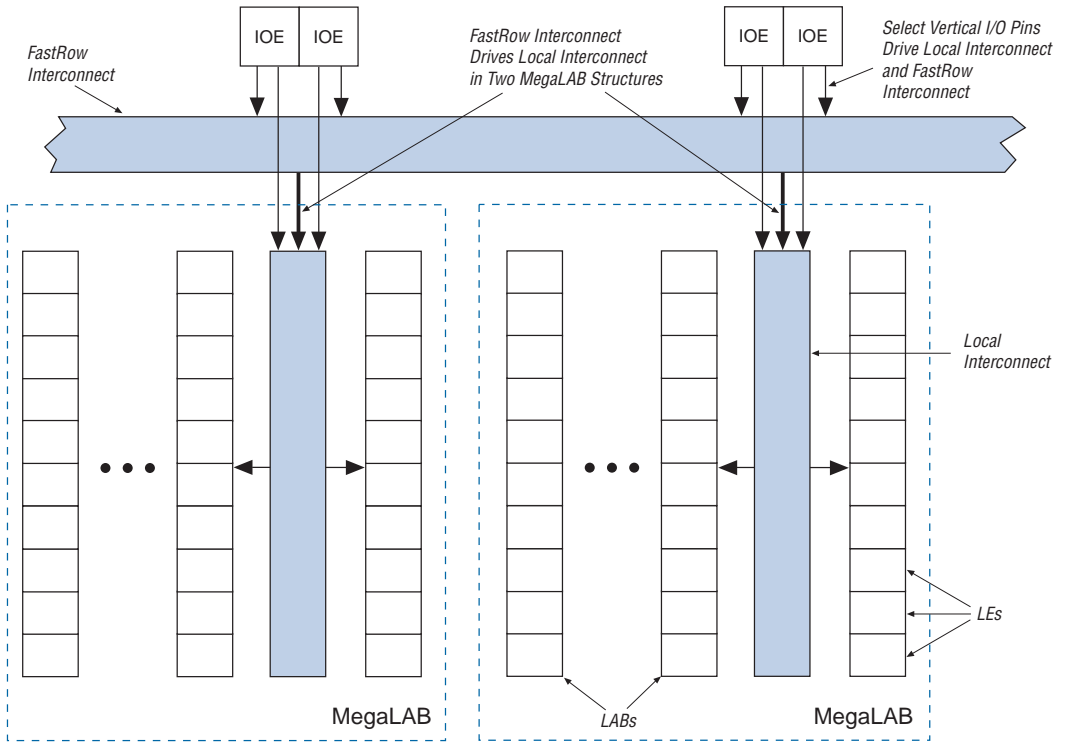 IOE IOE
IOE IOE
FastRow
Interconnect
FastRow Interconnect
Drives Local Interconnect
in Two MegaLAB Structures
Select Vertical I/O Pins
Drive Local Interconnect
and FastRow
Interconnect
Local
Interconnect
LEs
LABs
MegaLAB
MegaLAB